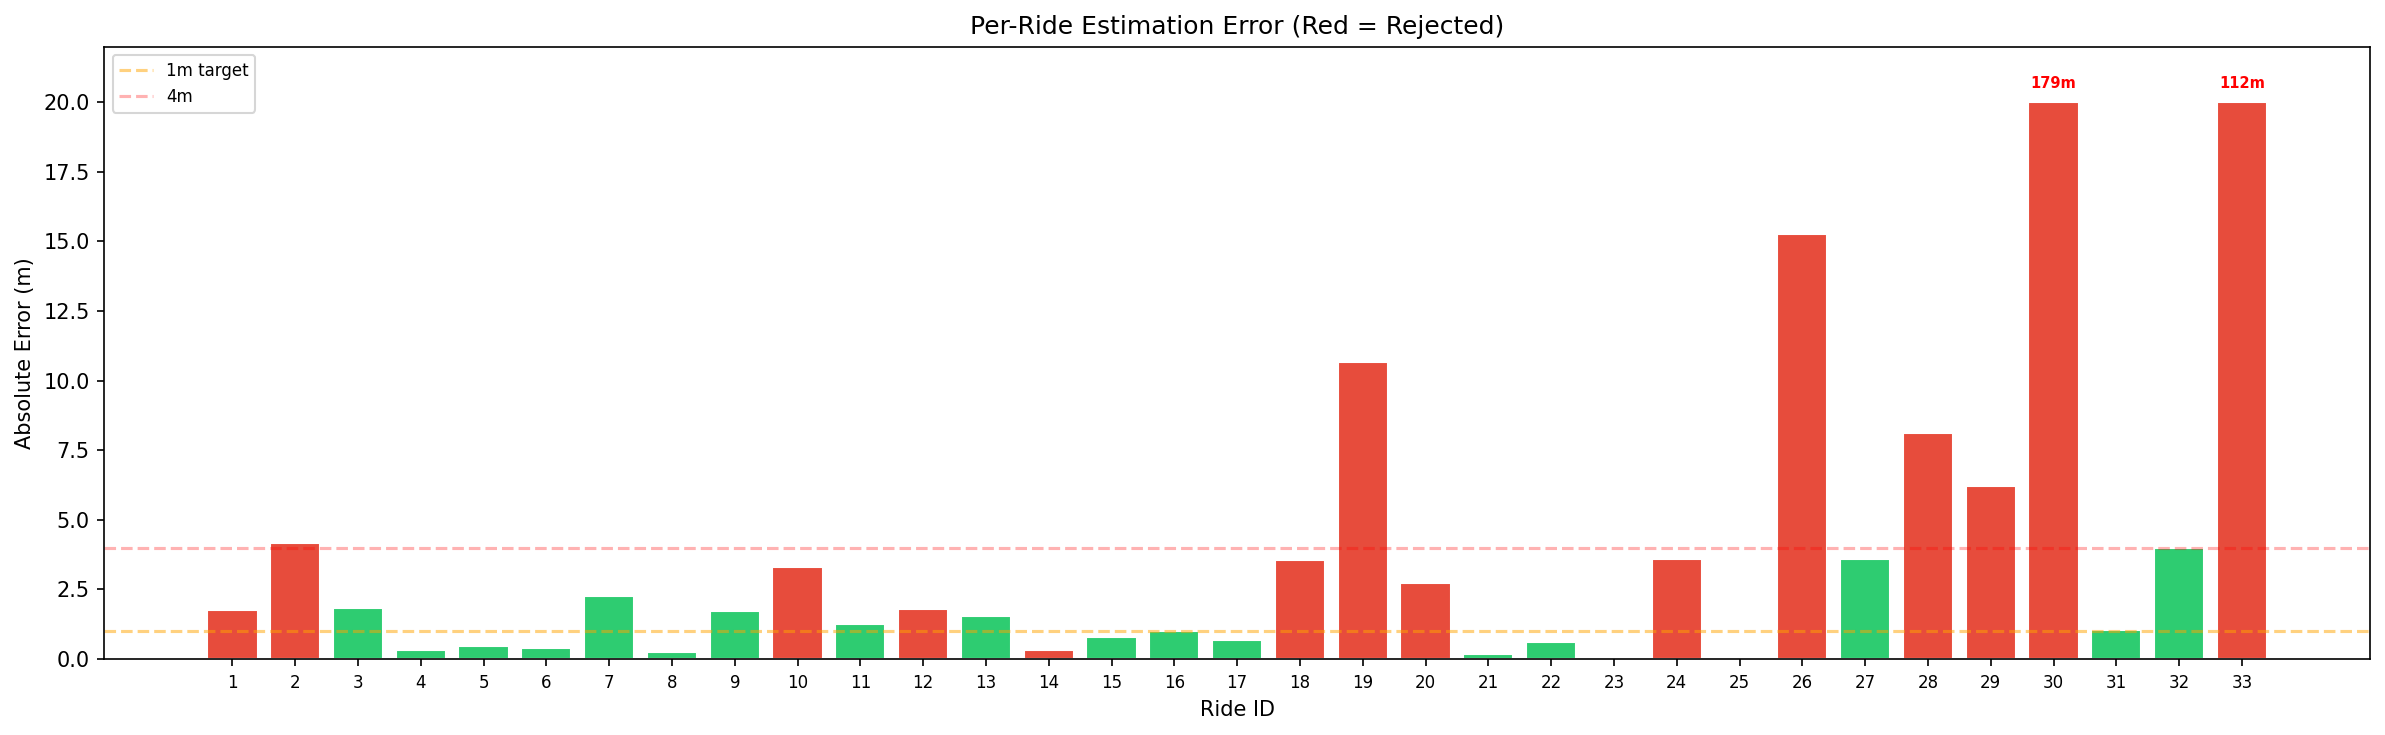 Per-Ride Estimation Error (Red = Rejected)
1m target
4m
179m
112m
Absolute Error (m)
20.0
17.5
15.0
12.5
10.0
7.5
5.0
2.5
0.0
1 2 3 4 5 6 7 8 9 10 11 12 13 14 15 16 17 18 19 20 21 22 23 24 25 26 27 28 29 30 31 32 33
Ride ID